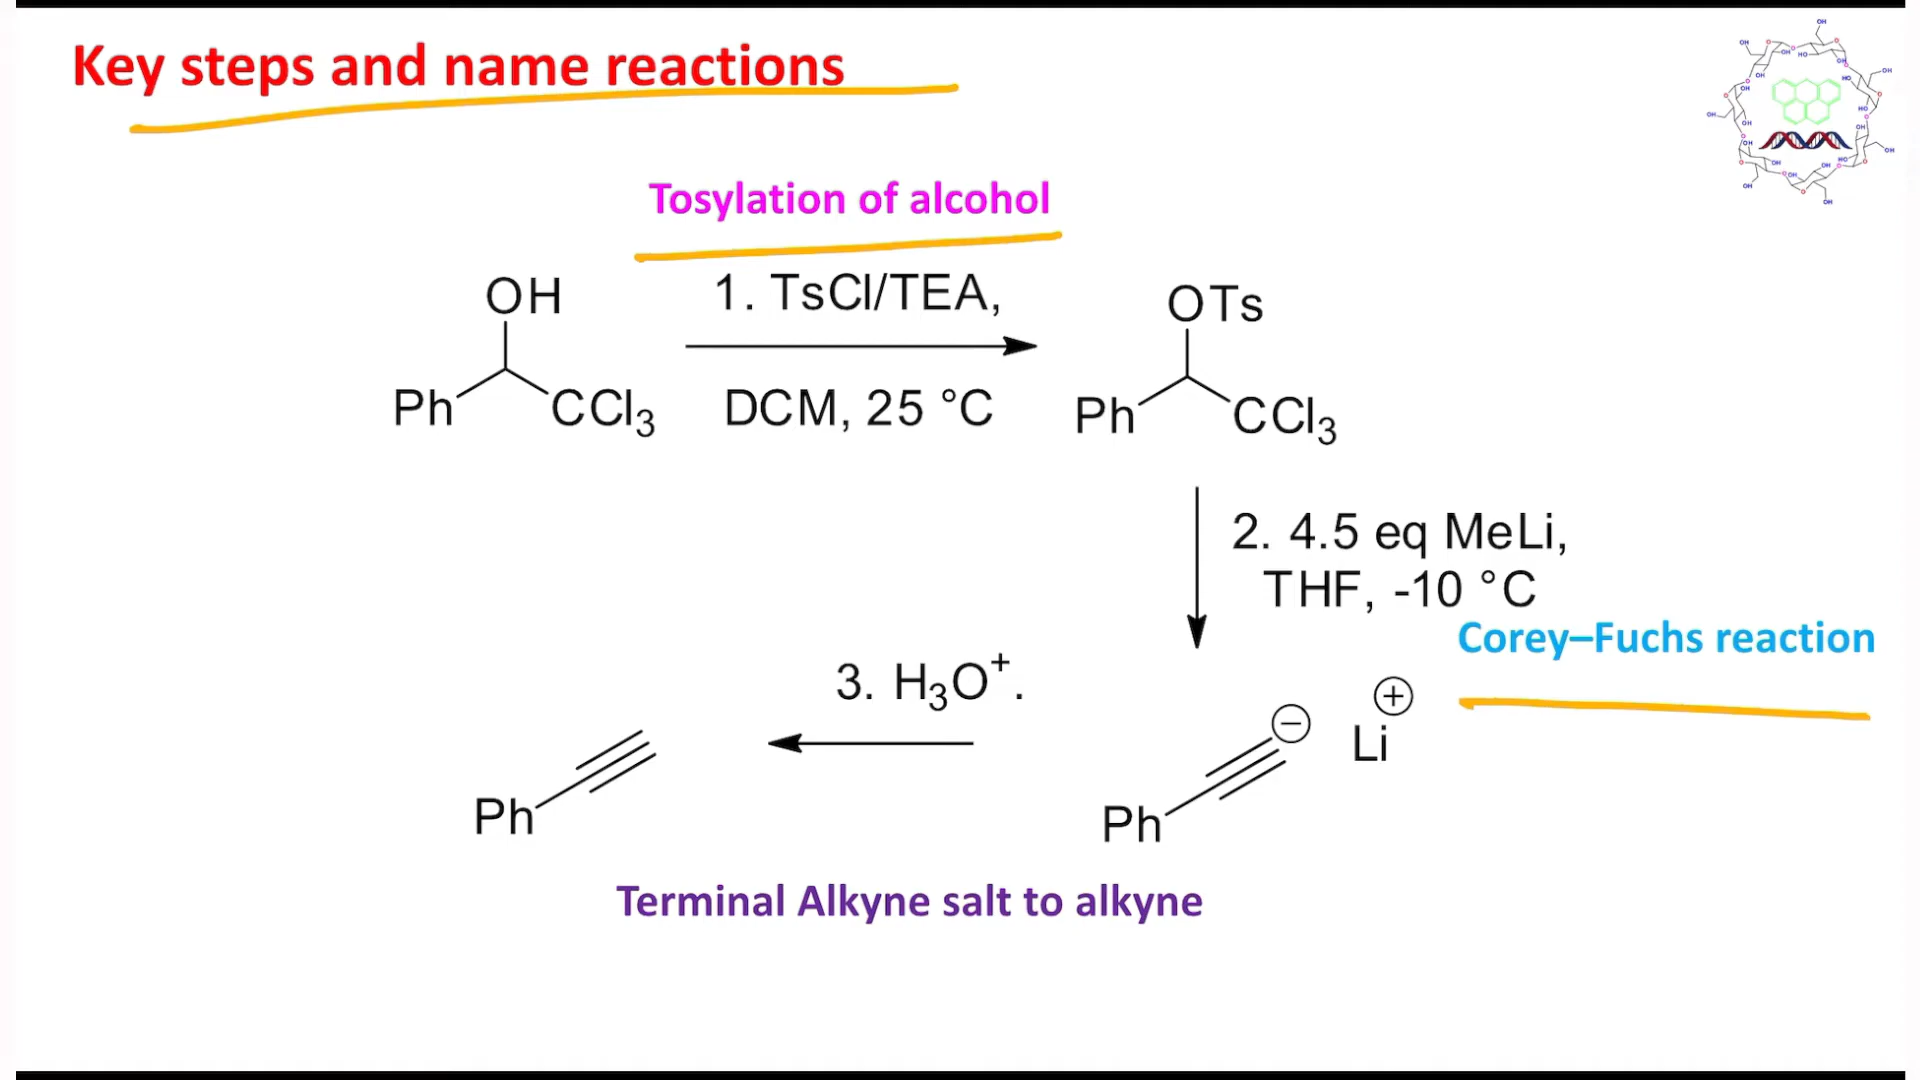 Key steps and name reactions
Tosylation of alcohol
OH
Ph
CCl3
1. TsCl/TEA,
DCM, 25 °C
OTs
Ph
CCl3
2. 4.5 eq MeLi,
THF, -10 °C
Corey–Fuchs reaction
3. H3O+.
Ph
Ph
− Li +
Terminal Alkyne salt to alkyne